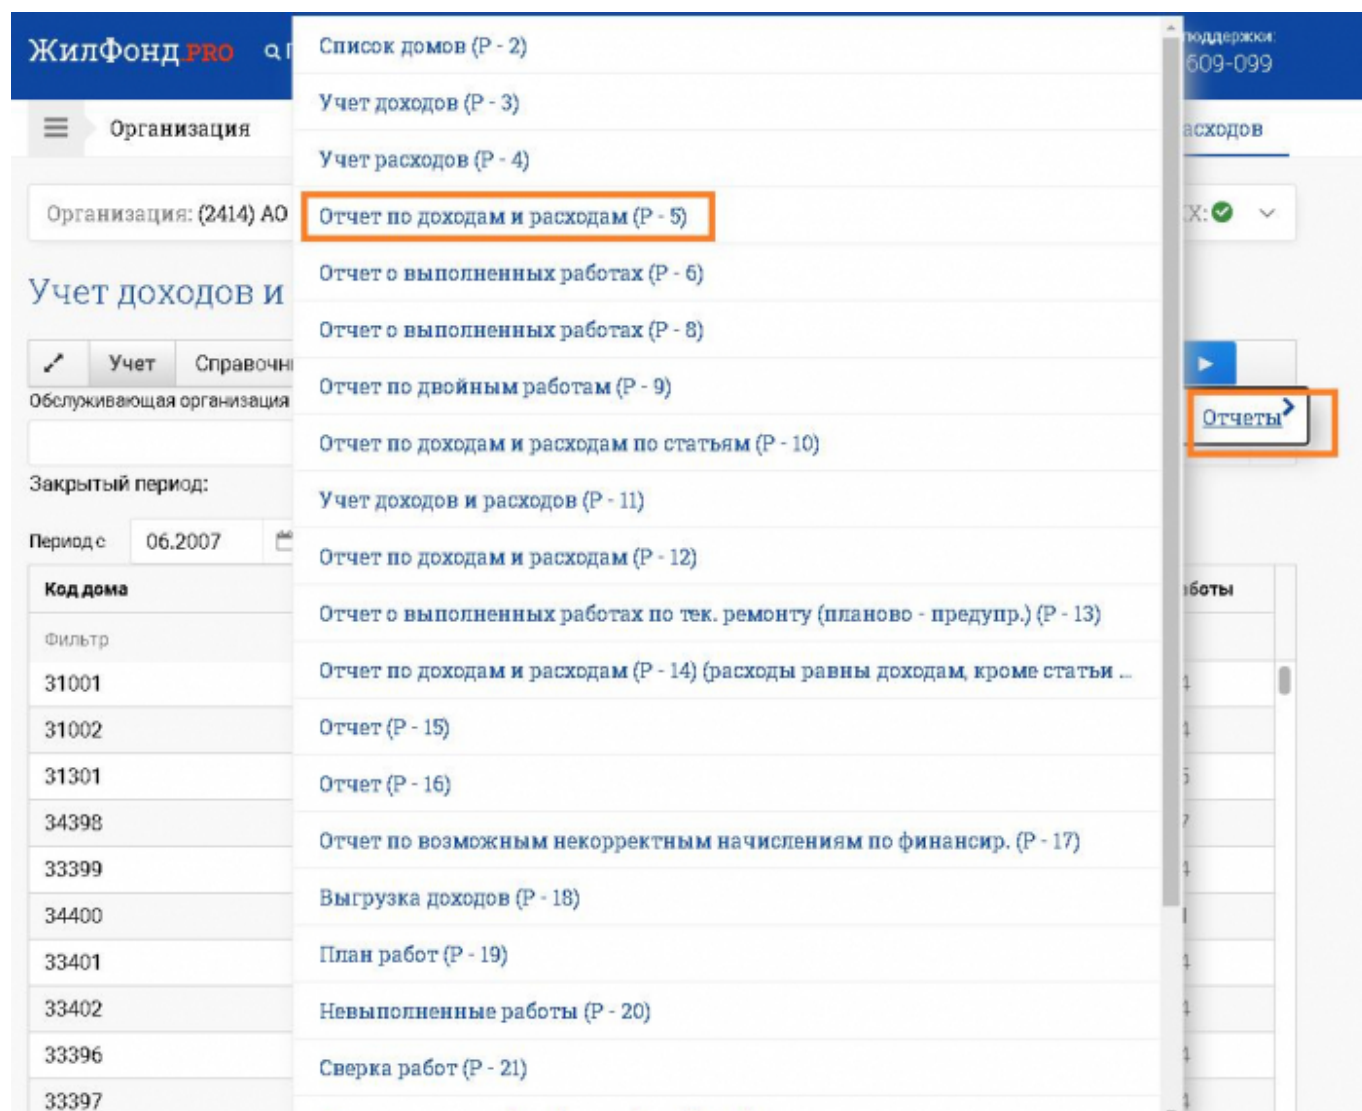 ЖилФонд.PRO
поддержки:
609-099
Организация
асходов
Организация: (2414) АО
Х:
Учет доходов и
Учет
Справочн
Обслуживающая организация
Закрытый период:
Период с 06.2007
Код дома
боты
Фильтр
31001
31002
31301
34398
33399
34400
33401
33402
33396
33397
Список домов (Р - 2)
Учет доходов (Р - 3)
Учет расходов (Р - 4)
Отчет по доходам и расходам (Р - 5)
Отчет о выполненных работах (Р - 6)
Отчет о выполненных работах (Р - 8)
Отчет по двойным работам (Р - 9)
Отчет по доходам и расходам по статьям (Р - 10)
Учет доходов и расходов (Р - 11)
Отчет по доходам и расходам (Р - 12)
Отчет о выполненных работах по тек. ремонту (планово - предупр.) (Р - 13)
Отчет по доходам и расходам (Р - 14) (расходы равны доходам, кроме статьи ...
Отчет (Р - 15)
Отчет (Р - 16)
Отчет по возможным некорректным начислениям по финансир. (Р - 17)
Выгрузка доходов (Р - 18)
План работ (Р - 19)
Невыполненные работы (Р - 20)
Сверка работ (Р - 21)
Отчеты